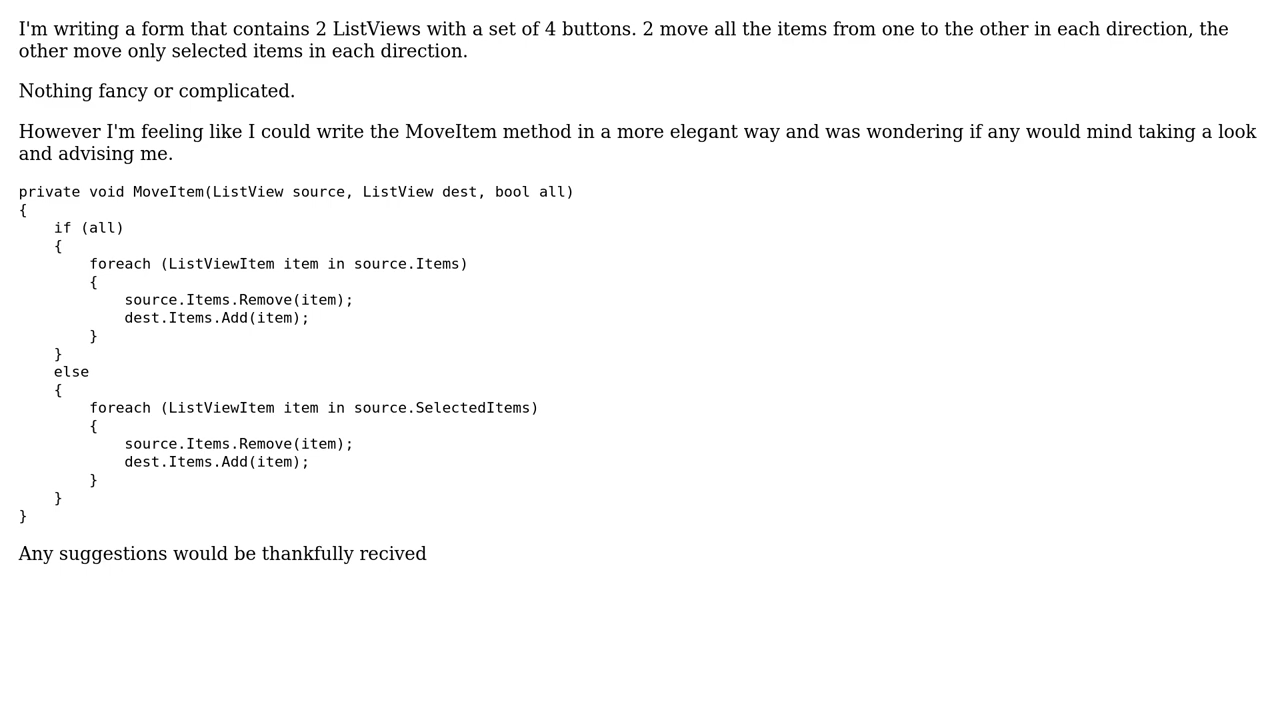 I'm writing a form that contains 2 ListViews with a set of 4 buttons. 2 move all the items from one to the other in each direction, the
other move only selected items in each direction.
Nothing fancy or complicated.
However I'm feeling like I could write the MoveItem method in a more elegant way and was wondering if any would mind taking a look
and advising me.
private void MoveItem(ListView source, ListView dest, bool all)
{
    if (all)
    {
        foreach (ListViewItem item in source.Items)
        {
            source.Items.Remove(item);
            dest.Items.Add(item);
        }
    }
    else
    {
        foreach (ListViewItem item in source.SelectedItems)
        {
            source.Items.Remove(item);
            dest.Items.Add(item);
        }
    }
}
Any suggestions would be thankfully recived